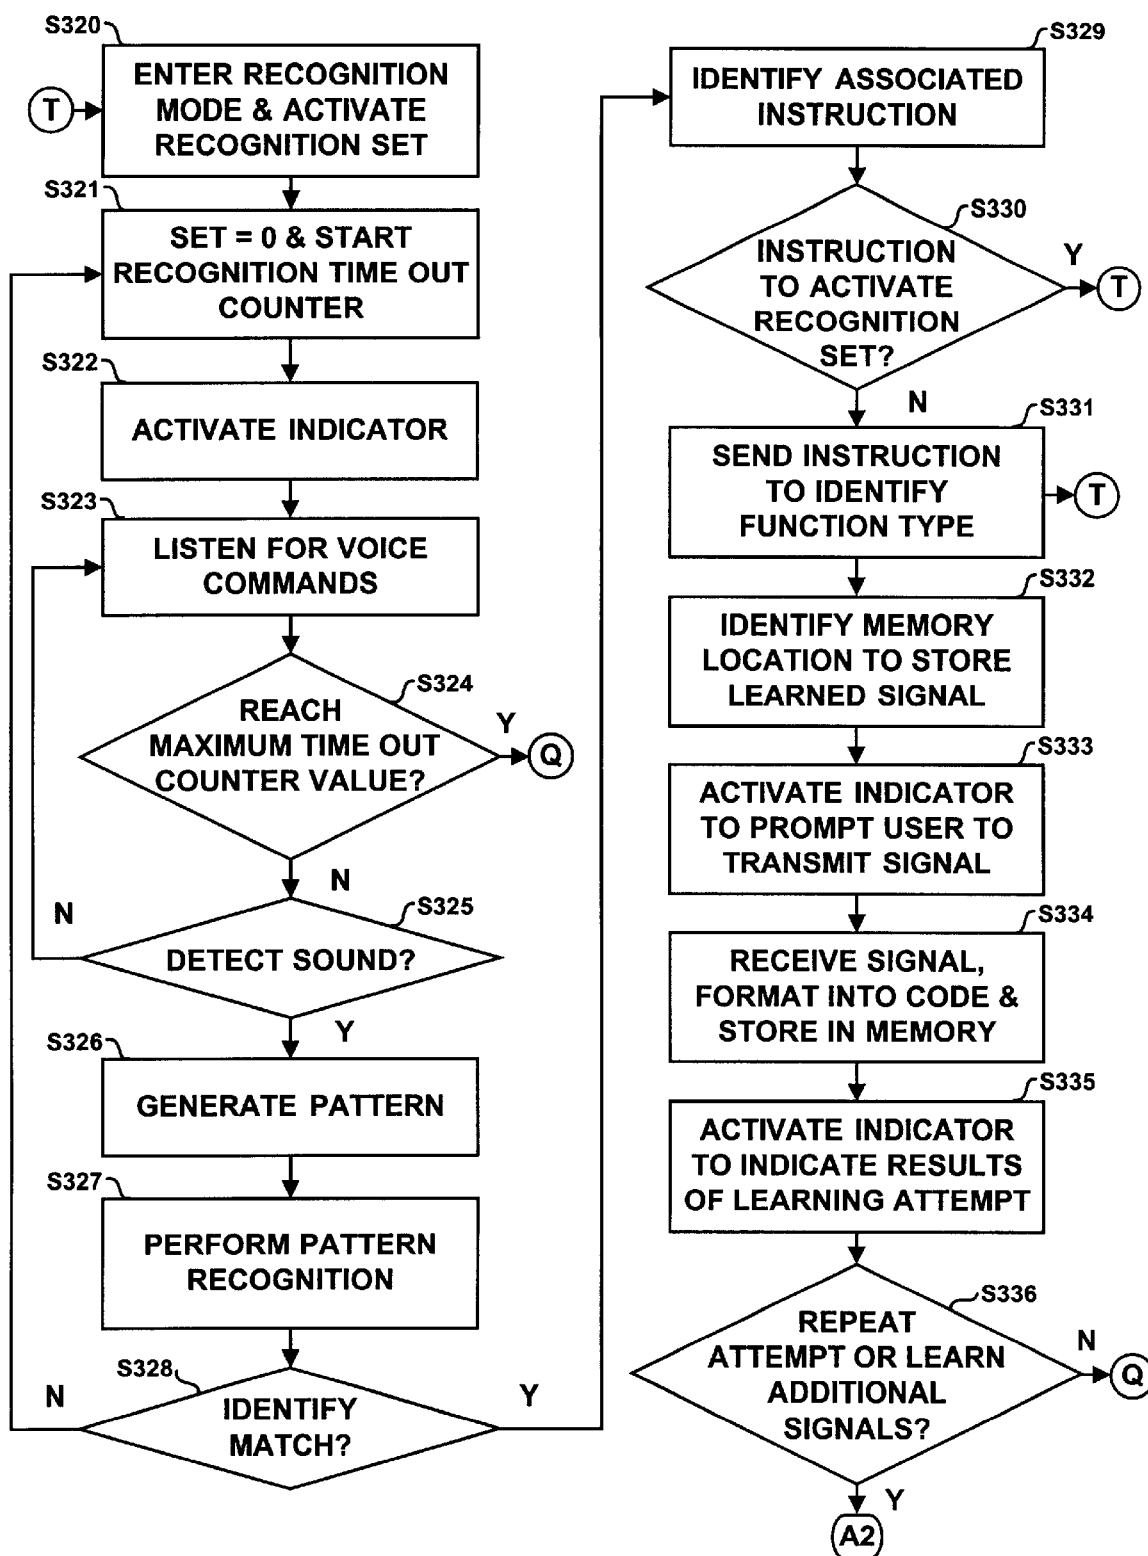 S320
T
ENTER RECOGNITION
MODE & ACTIVATE
RECOGNITION SET
S321
SET = 0 & START
RECOGNITION TIME OUT
COUNTER
S322
ACTIVATE INDICATOR
S323
LISTEN FOR VOICE
COMMANDS
S324
REACH
MAXIMUM TIME OUT
COUNTER VALUE?
Y
Q
N
S325
DETECT SOUND?
N
Y
S326
GENERATE PATTERN
S327
PERFORM PATTERN
RECOGNITION
S328
IDENTIFY
MATCH?
N
Y
S329
IDENTIFY ASSOCIATED
INSTRUCTION
S330
INSTRUCTION
TO ACTIVATE
RECOGNITION
SET?
Y
T
N
S331
SEND INSTRUCTION
TO IDENTIFY
FUNCTION TYPE
T
S332
IDENTIFY MEMORY
LOCATION TO STORE
LEARNED SIGNAL
S333
ACTIVATE INDICATOR
TO PROMPT USER TO
TRANSMIT SIGNAL
S334
RECEIVE SIGNAL,
FORMAT INTO CODE &
STORE IN MEMORY
S335
ACTIVATE INDICATOR
TO INDICATE RESULTS
OF LEARNING ATTEMPT
S336
REPEAT
ATTEMPT OR LEARN
ADDITIONAL
SIGNALS?
N
Q
Y
A2